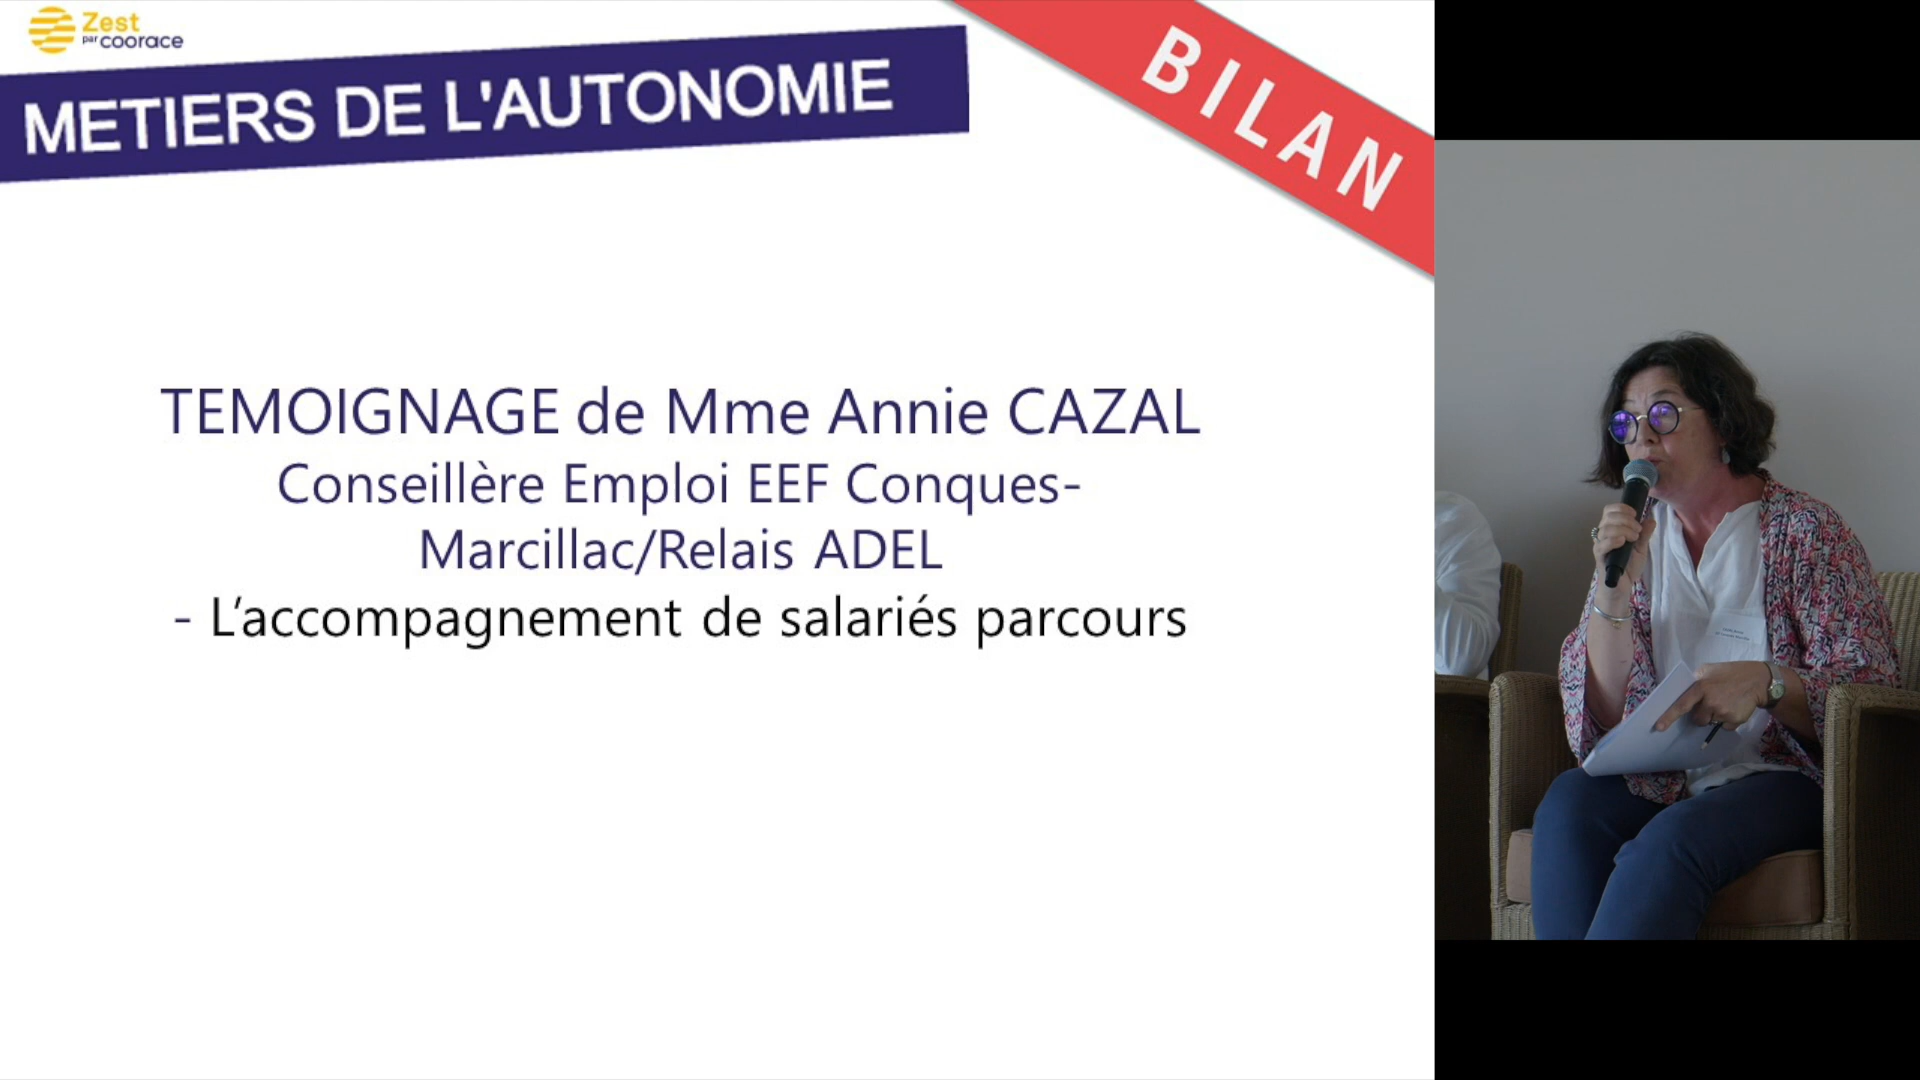 Zest
par coorace
METIERS DE L'AUTONOMIE
BILAN
TEMOIGNAGE de Mme Annie CAZAL
Conseillère Emploi EEF Conques-
Marcillac/Relais ADEL
- L’accompagnement de salariés parcours